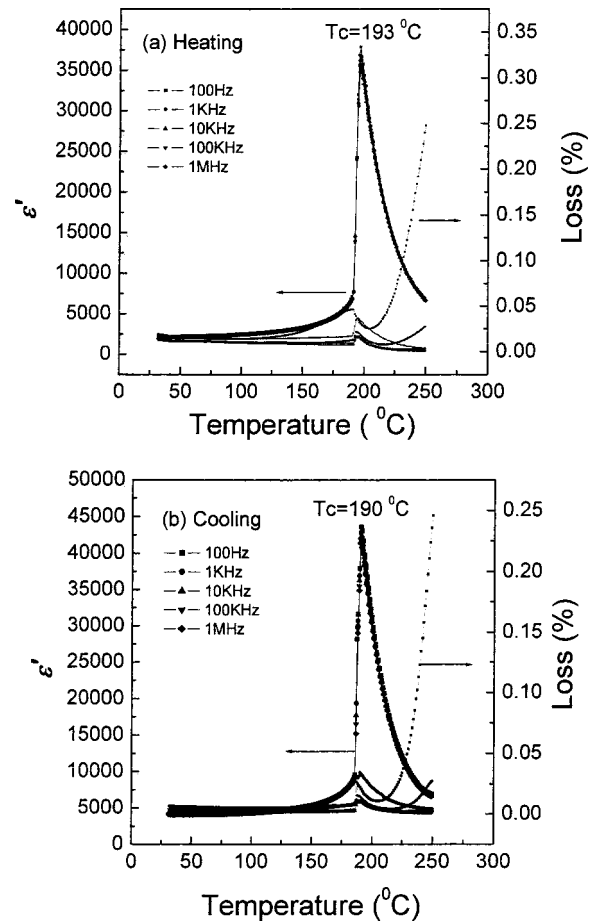 (a) Heating
Tc=193 ⁰C
100Hz
1KHz
10KHz
100KHz
1MHz
40000
35000
30000
25000
20000
15000
10000
5000
0
ε'
0.35
0.30
0.25
0.20
0.15
0.10
0.05
0.00
Loss (%)
0 50 100 150 200 250 300
Temperature ( ⁰C)
(b) Cooling
Tc=190 ⁰C
100Hz
1KHz
10KHz
100KHz
1MHz
50000
45000
40000
35000
30000
25000
20000
15000
10000
5000
0
ε'
0.25
0.20
0.15
0.10
0.05
0.00
Loss (%)
0 50 100 150 200 250 300
Temperature (⁰C)